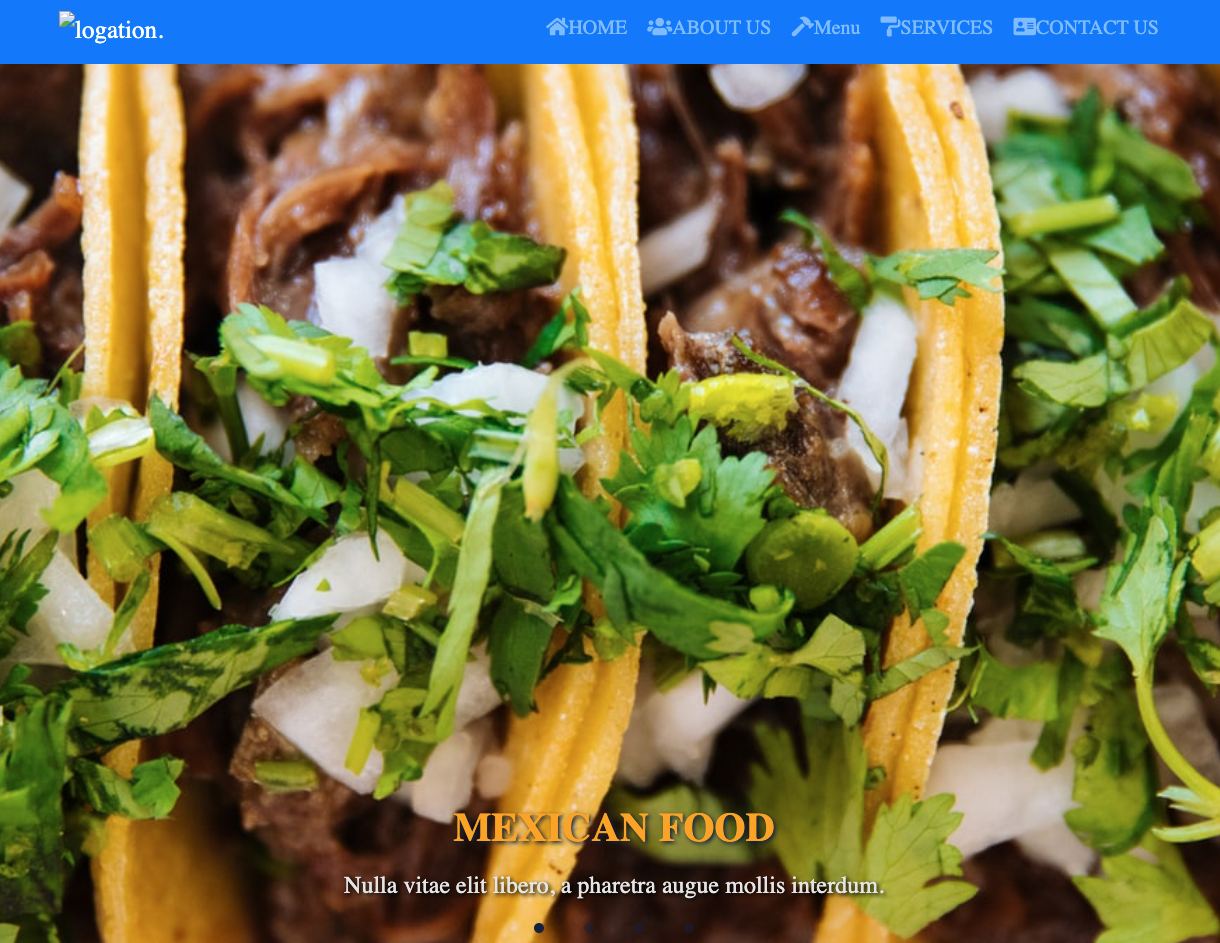 logation.
HOME ABOUT US Menu SERVICES CONTACT US
MEXICAN FOOD
Nulla vitae elit libero, a pharetra augue mollis interdum.